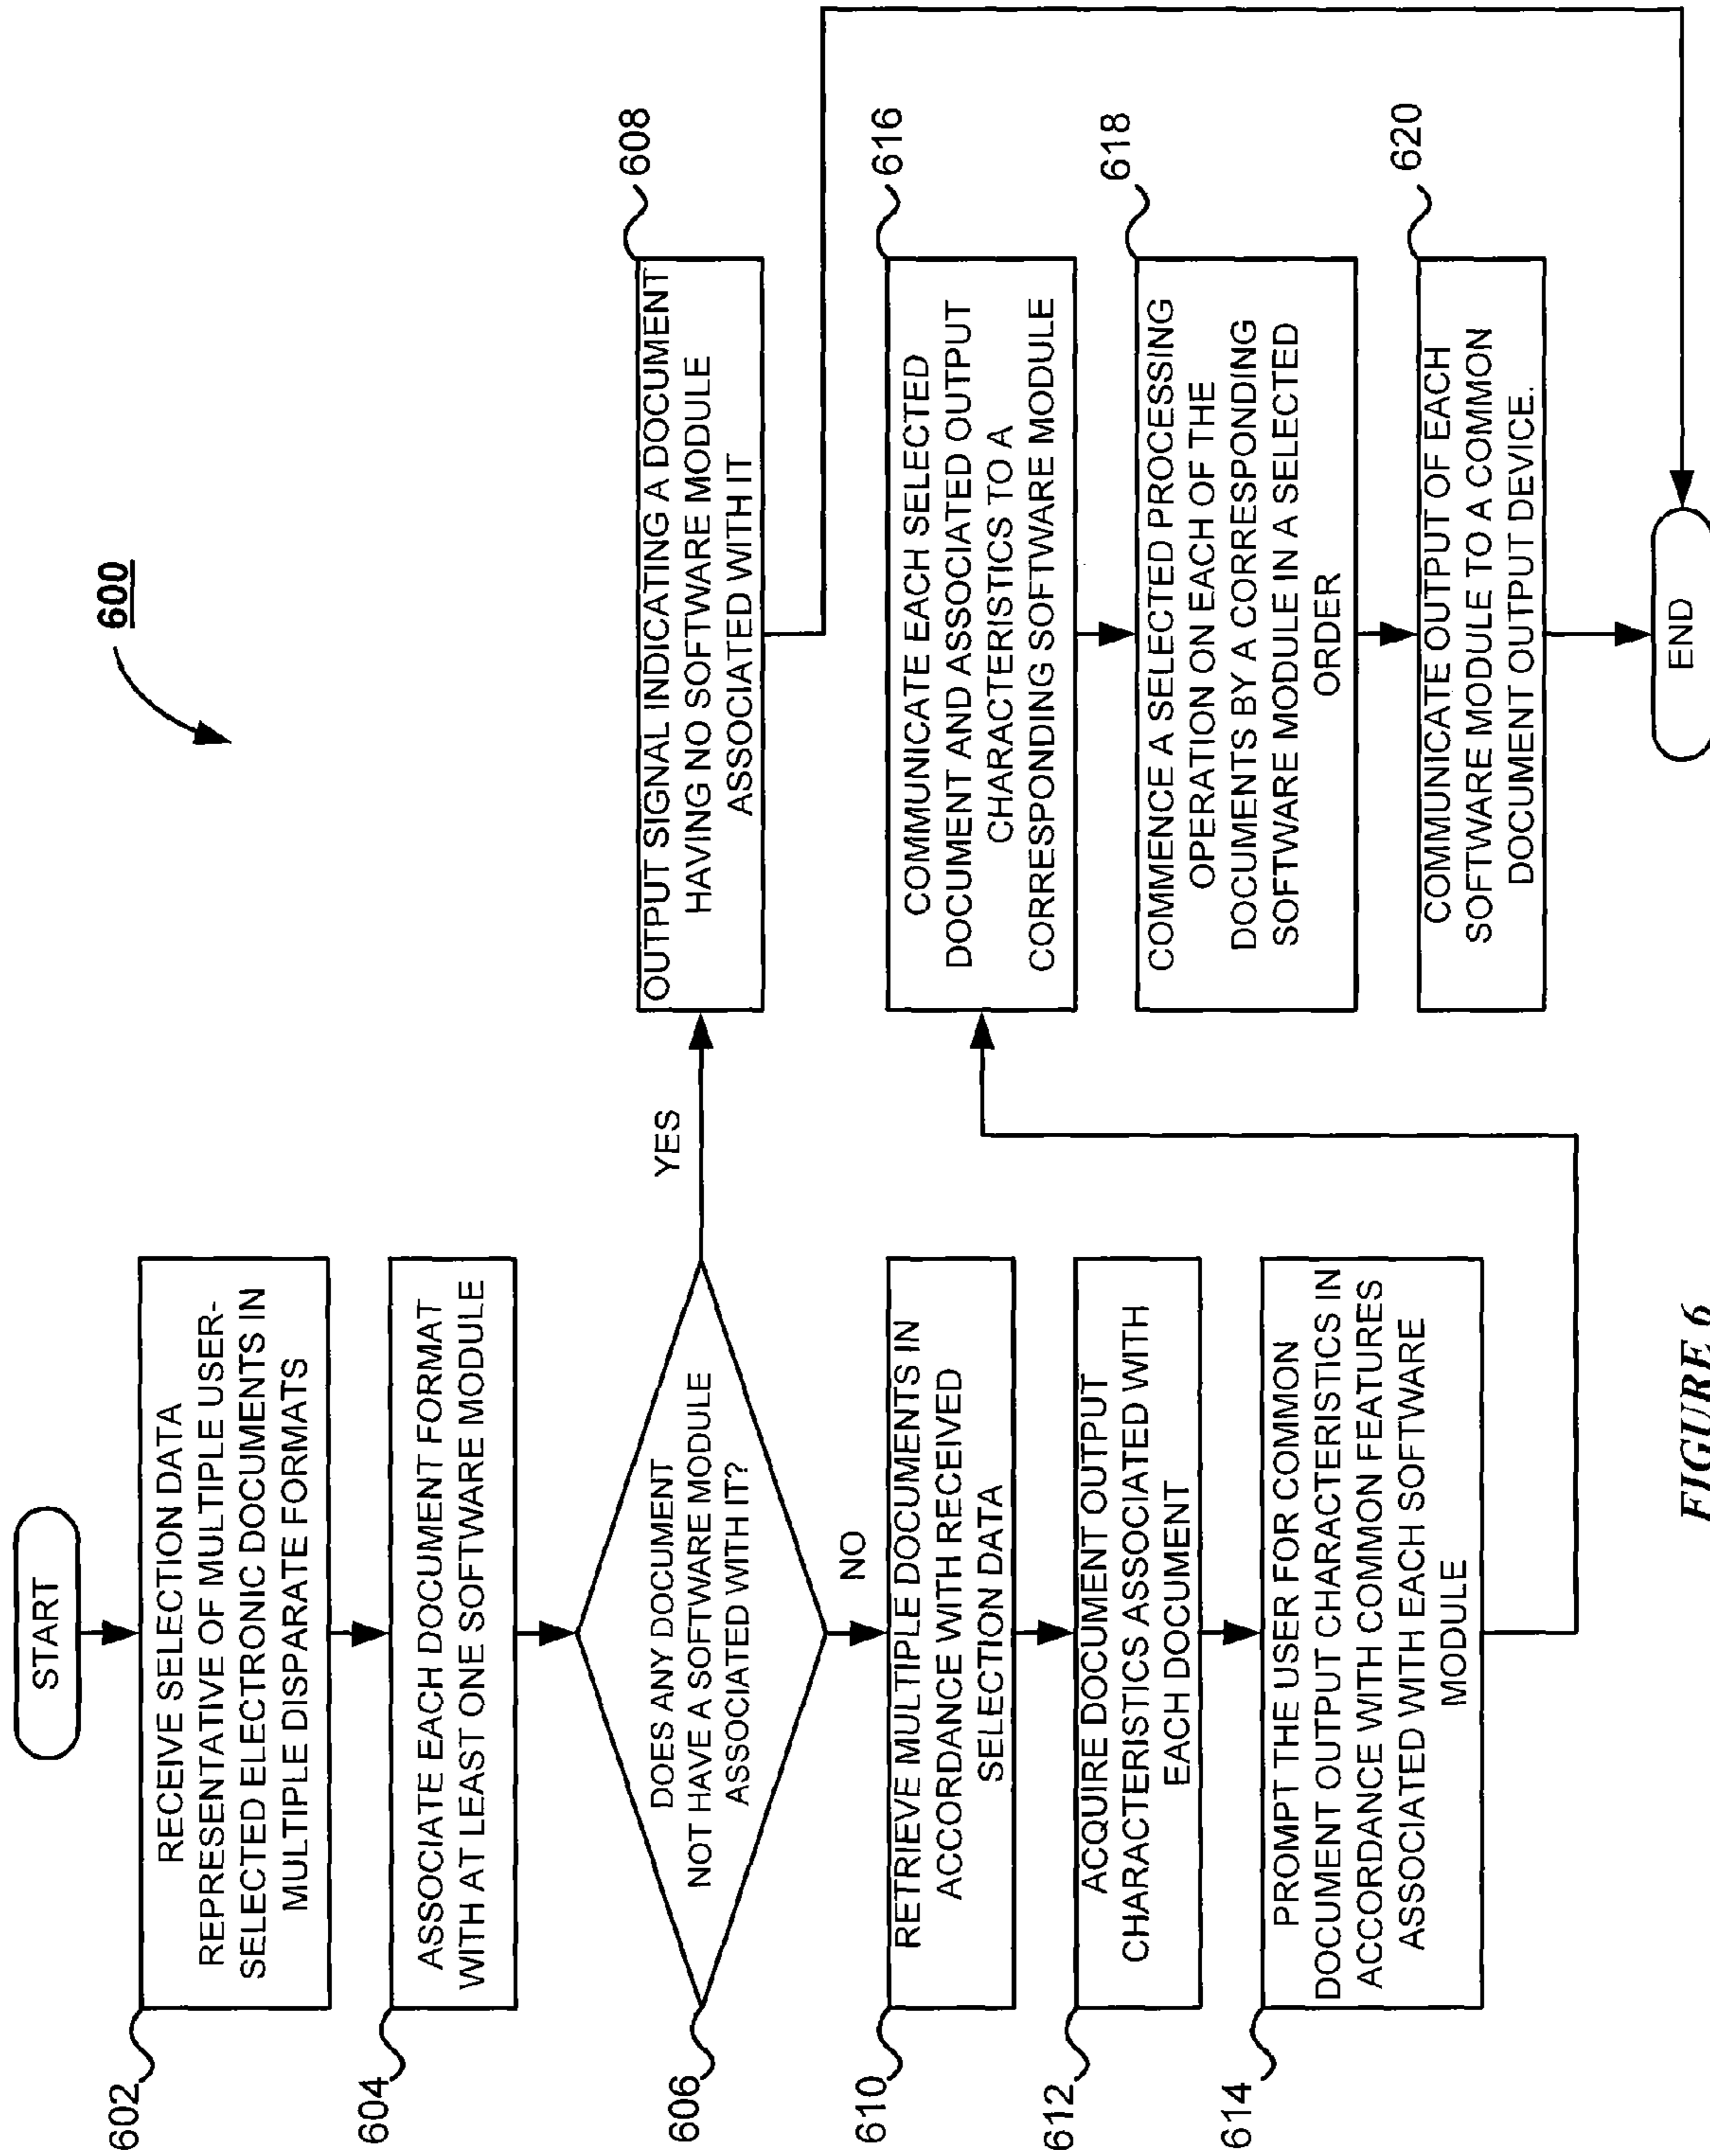 600
START
602
RECEIVE SELECTION DATA
REPRESENTATIVE OF MULTIPLE USER-
SELECTED ELECTRONIC DOCUMENTS IN
MULTIPLE DISPARATE FORMATS
604
ASSOCIATE EACH DOCUMENT FORMAT
WITH AT LEAST ONE SOFTWARE MODULE
606
DOES ANY DOCUMENT
NOT HAVE A SOFTWARE MODULE
ASSOCIATED WITH IT?
YES
608
OUTPUT SIGNAL INDICATING A DOCUMENT
HAVING NO SOFTWARE MODULE
ASSOCIATED WITH IT
NO
610
RETRIEVE MULTIPLE DOCUMENTS IN
ACCORDANCE WITH RECEIVED
SELECTION DATA
612
ACQUIRE DOCUMENT OUTPUT
CHARACTERISTICS ASSOCIATED WITH
EACH DOCUMENT
614
PROMPT THE USER FOR COMMON
DOCUMENT OUTPUT CHARACTERISTICS IN
ACCORDANCE WITH COMMON FEATURES
ASSOCIATED WITH EACH SOFTWARE
MODULE
616
COMMUNICATE EACH SELECTED
DOCUMENT AND ASSOCIATED OUTPUT
CHARACTERISTICS TO A
CORRESPONDING SOFTWARE MODULE
618
COMMENCE A SELECTED PROCESSING
OPERATION ON EACH OF THE
DOCUMENTS BY A CORRESPONDING
SOFTWARE MODULE IN A SELECTED
ORDER
620
COMMUNICATE OUTPUT OF EACH
SOFTWARE MODULE TO A COMMON
DOCUMENT OUTPUT DEVICE.
END
FIGURE 6